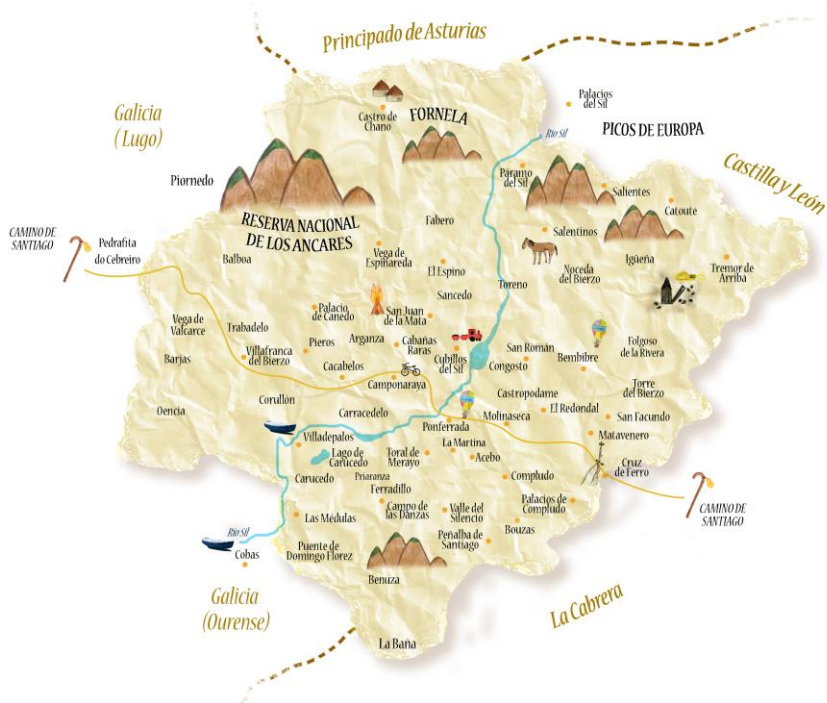 Principado de Asturias
Galicia
(Lugo)
Palacios
del Sil
Castro de
Chano
FORNELA
Río Sil
PICOS DE EUROPA
Castilla y León
Piornedo
Páramo
del Sil
Salientes
Catoute
RESERVA NACIONAL
DE LOS ANCARES
Fabero
Salentinos
CAMINO DE
SANTIAGO
Pedrafita
do Cebreiro
Balboa
Vega de
Espinareda
El Espino
Noceda
del Bierzo
Igüeña
Tremor de
Arriba
Sancedo
Toreno
Palacio
de Canedo
San Juan
de la Mata
Vega de
Valcarce
Trabadelo
Pieros
Arganza
Cabañas
Raras
Cubillos
del Sil
San Román
Congosto
Bembibre
Folgoso
de la Rivera
Barjas
Villafranca
del Bierzo
Cacabelos
Camponaraya
Torre
del Bierzo
Oencia
Corullón
Carracedelo
Castropodame
Ponferrada
Molinaseca
El Redondal
San Facundo
Villadepalos
La Martina
Matavenero
Lago de
Carucedo
Toral de
Merayo
Acebo
Cruz
de Ferro
Carucedo
Priaranza
Ferradillo
Compludo
Las Médulas
Campo de
las Danzas
Valle del
Silencio
Palacios de
Compludo
CAMINO DE
SANTIAGO
Río Sil
Bouzas
Cobas
Puente de
Domingo Florez
Peñalba de
Santiago
Benuza
Galicia
(Ourense)
La Cabrera
La Baña